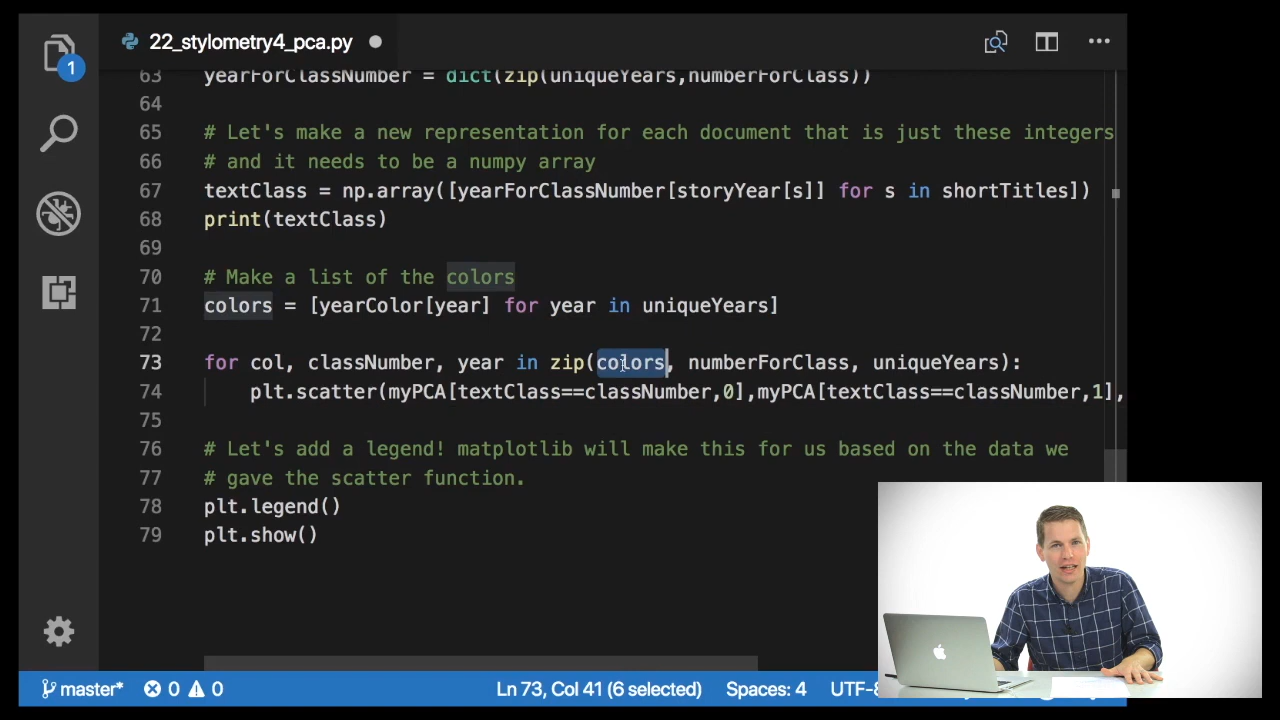 22_stylometry4_pca.py
1
63 yearForClassNumber = dict(zip(uniqueYears,numberForClass))
64
65 # Let's make a new representation for each document that is just these integers
66 # and it needs to be a numpy array
67 textClass = np.array([yearForClassNumber[storyYear[s]] for s in shortTitles])
68 print(textClass)
69
70 # Make a list of the colors
71 colors = [yearColor[year] for year in uniqueYears]
72
73 for col, classNumber, year in zip(colors, numberForClass, uniqueYears):
74 plt.scatter(myPCA[textClass==classNumber,0],myPCA[textClass==classNumber,1],
75
76 # Let's add a legend! matplotlib will make this for us based on the data we
77 # gave the scatter function.
78 plt.legend()
79 plt.show()
master* 0 0 Ln 73, Col 41 (6 selected) Spaces: 4